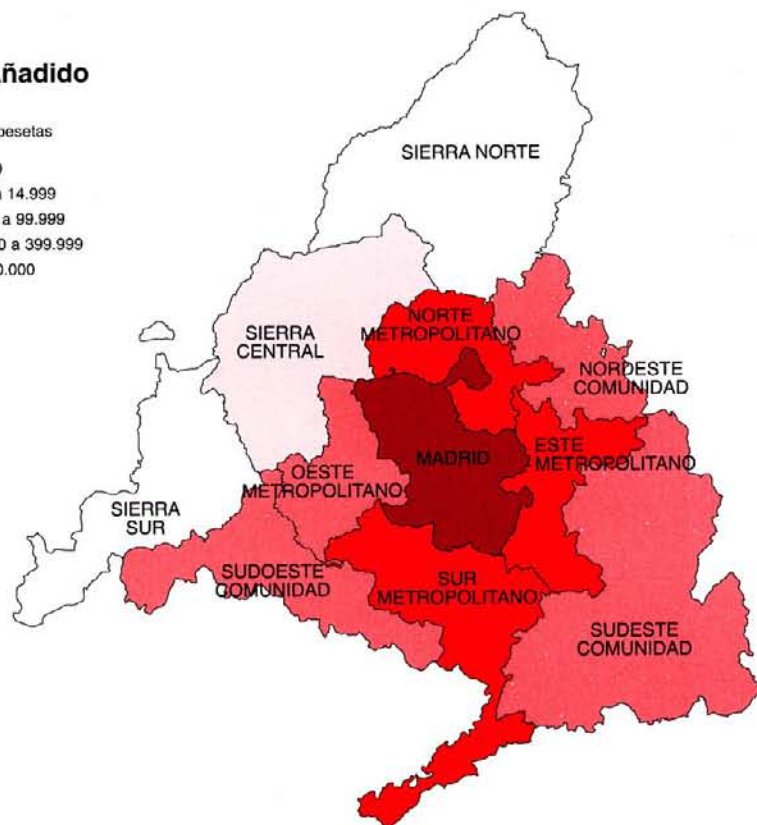 ñadido
pesetas
a 14.999
a 99.999
0 a 399.999
0.000
SIERRA NORTE
NORTE
METROPOLITANO
SIERRA
CENTRAL
NORDESTE
COMUNIDAD
MADRID
ESTE
METROPOLITANO
OESTE
METROPOLITANO
SIERRA
SUR
SUDOESTE
COMUNIDAD
SUR
METROPOLITANO
SUDESTE
COMUNIDAD